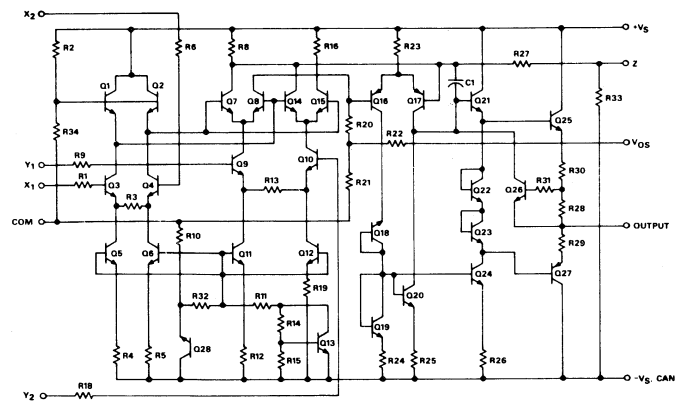 X2
R2
R6
R8
R16
R23
+VS
R27
Z
Q1
Q2
C1
R33
Q7
Q8
Q14
Q15
Q16
Q17
Q21
Q25
R34
R20
R22
VOS
Y1
R9
Q9
Q10
R30
X1
R1
Q3
Q4
R13
R21
Q22
Q26
R31
R3
R28
COM
OUTPUT
R10
Q18
Q23
R29
Q5
Q6
Q11
Q12
Q24
Q27
R19
R32
R11
Q20
R14
Q19
Q13
R4
R5
Q28
R12
R15
R24
R25
R26
-VS. CAN
Y2
R18